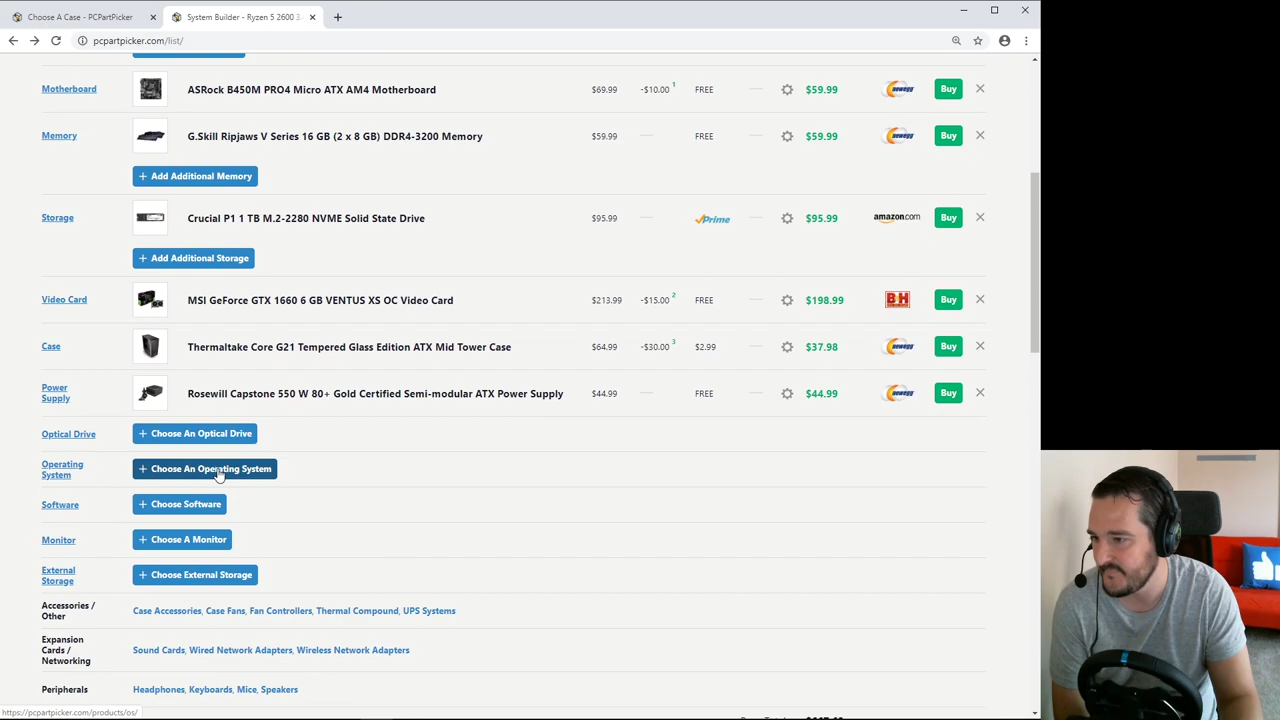 Choose A Case - PCPartPicker
System Builder - Ryzen 5 2600 3.
pcpartpicker.com/list/
Motherboard ASRock B450M PRO4 Micro ATX AM4 Motherboard $69.99 -$10.00 1 FREE $59.99 newegg Buy
Memory G.Skill Ripjaws V Series 16 GB (2 x 8 GB) DDR4-3200 Memory $59.99 FREE $59.99 newegg Buy
+ Add Additional Memory
Storage Crucial P1 1 TB M.2-2280 NVME Solid State Drive $95.99 Prime $95.99 amazon.com Buy
+ Add Additional Storage
Video Card MSI GeForce GTX 1660 6 GB VENTUS XS OC Video Card $213.99 -$15.00 2 FREE $198.99 B&H Buy
Case Thermaltake Core G21 Tempered Glass Edition ATX Mid Tower Case $64.99 -$30.00 3 $2.99 $37.98 newegg Buy
Power
Supply Rosewill Capstone 550 W 80+ Gold Certified Semi-modular ATX Power Supply $44.99 FREE $44.99 newegg Buy
Optical Drive + Choose An Optical Drive
Operating
System + Choose An Operating System
Software + Choose Software
Monitor + Choose A Monitor
External
Storage + Choose External Storage
Accessories /
Other Case Accessories, Case Fans, Fan Controllers, Thermal Compound, UPS Systems
Expansion
Cards /
Networking Sound Cards, Wired Network Adapters, Wireless Network Adapters
Peripherals Headphones, Keyboards, Mice, Speakers
https://pcpartpicker.com/products/os/